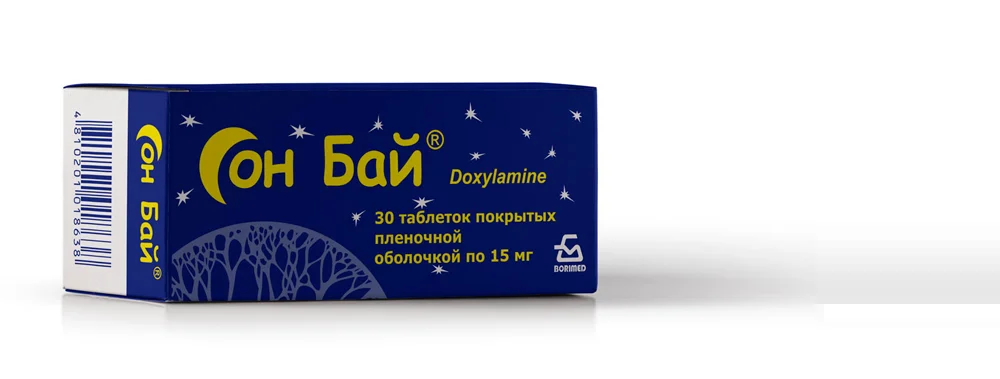 Сон Бай®
Doxylamine
30 таблеток покрытых
пленочной
оболочкой по 15 мг
BORIMED
Сон Бай®
4810201018638